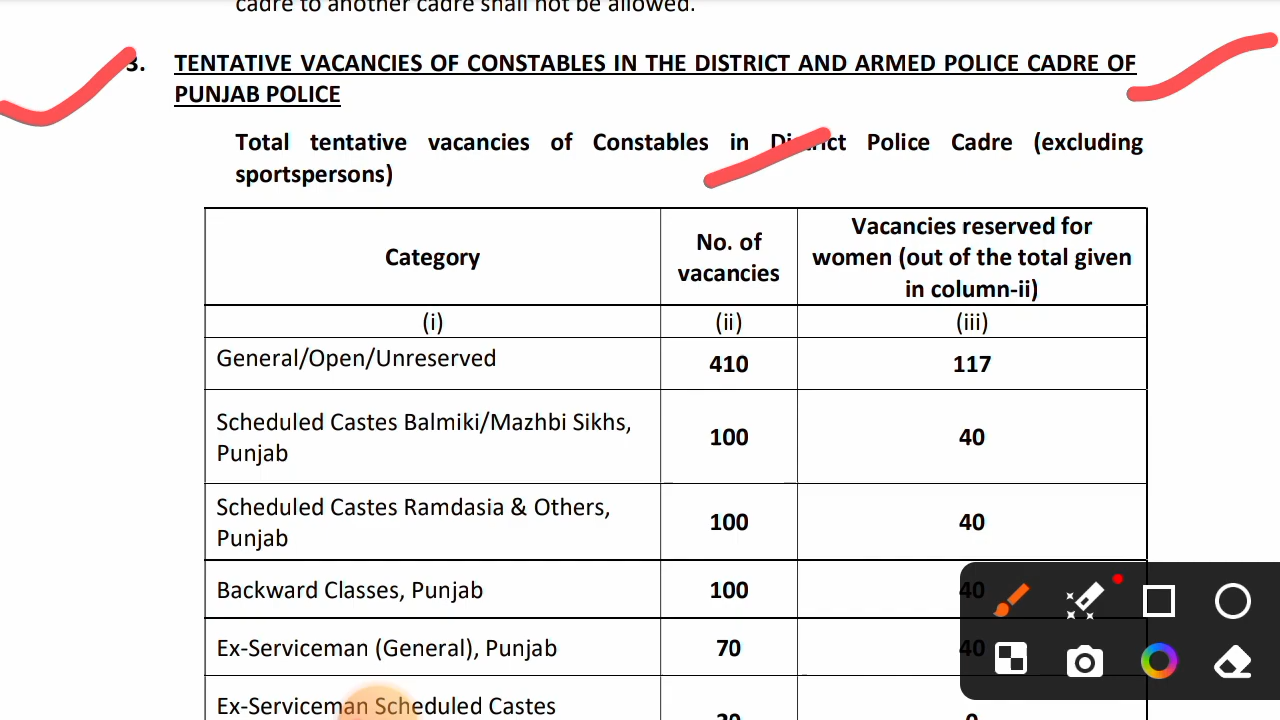 cadre to another cadre shall not be allowed.
3. TENTATIVE VACANCIES OF CONSTABLES IN THE DISTRICT AND ARMED POLICE CADRE OF
PUNJAB POLICE
Total tentative vacancies of Constables in District Police Cadre (excluding
sportspersons)
Category
No. of
vacancies
Vacancies reserved for
women (out of the total given
in column-ii)
(i) (ii) (iii)
General/Open/Unreserved 410 117
Scheduled Castes Balmiki/Mazhbi Sikhs,
Punjab
100 40
Scheduled Castes Ramdasia & Others,
Punjab
100 40
Backward Classes, Punjab 100 40
Ex-Serviceman (General), Punjab 70 40
Ex-Serviceman Scheduled Castes